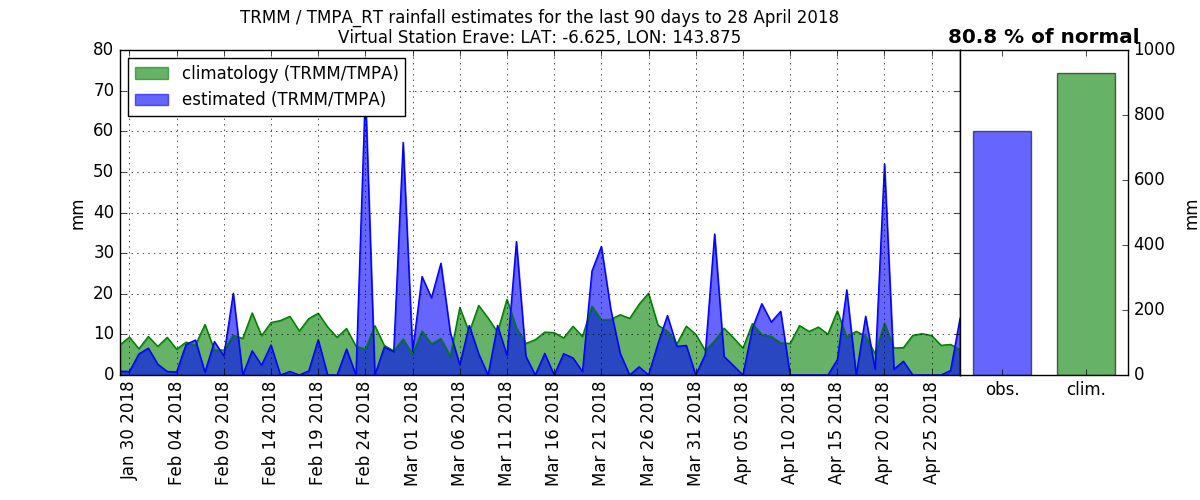 TRMM / TMPA_RT rainfall estimates for the last 90 days to 28 April 2018
Virtual Station Erave: LAT: -6.625, LON: 143.875
80.8 % of normal
climatology (TRMM/TMPA)
estimated (TRMM/TMPA)
80
70
60
50
40
30
20
10
0
mm
Jan 30 2018
Feb 04 2018
Feb 09 2018
Feb 14 2018
Feb 19 2018
Feb 24 2018
Mar 01 2018
Mar 06 2018
Mar 11 2018
Mar 16 2018
Mar 21 2018
Mar 26 2018
Mar 31 2018
Apr 05 2018
Apr 10 2018
Apr 15 2018
Apr 20 2018
Apr 25 2018
obs.
clim.
1000
800
600
400
200
0
mm